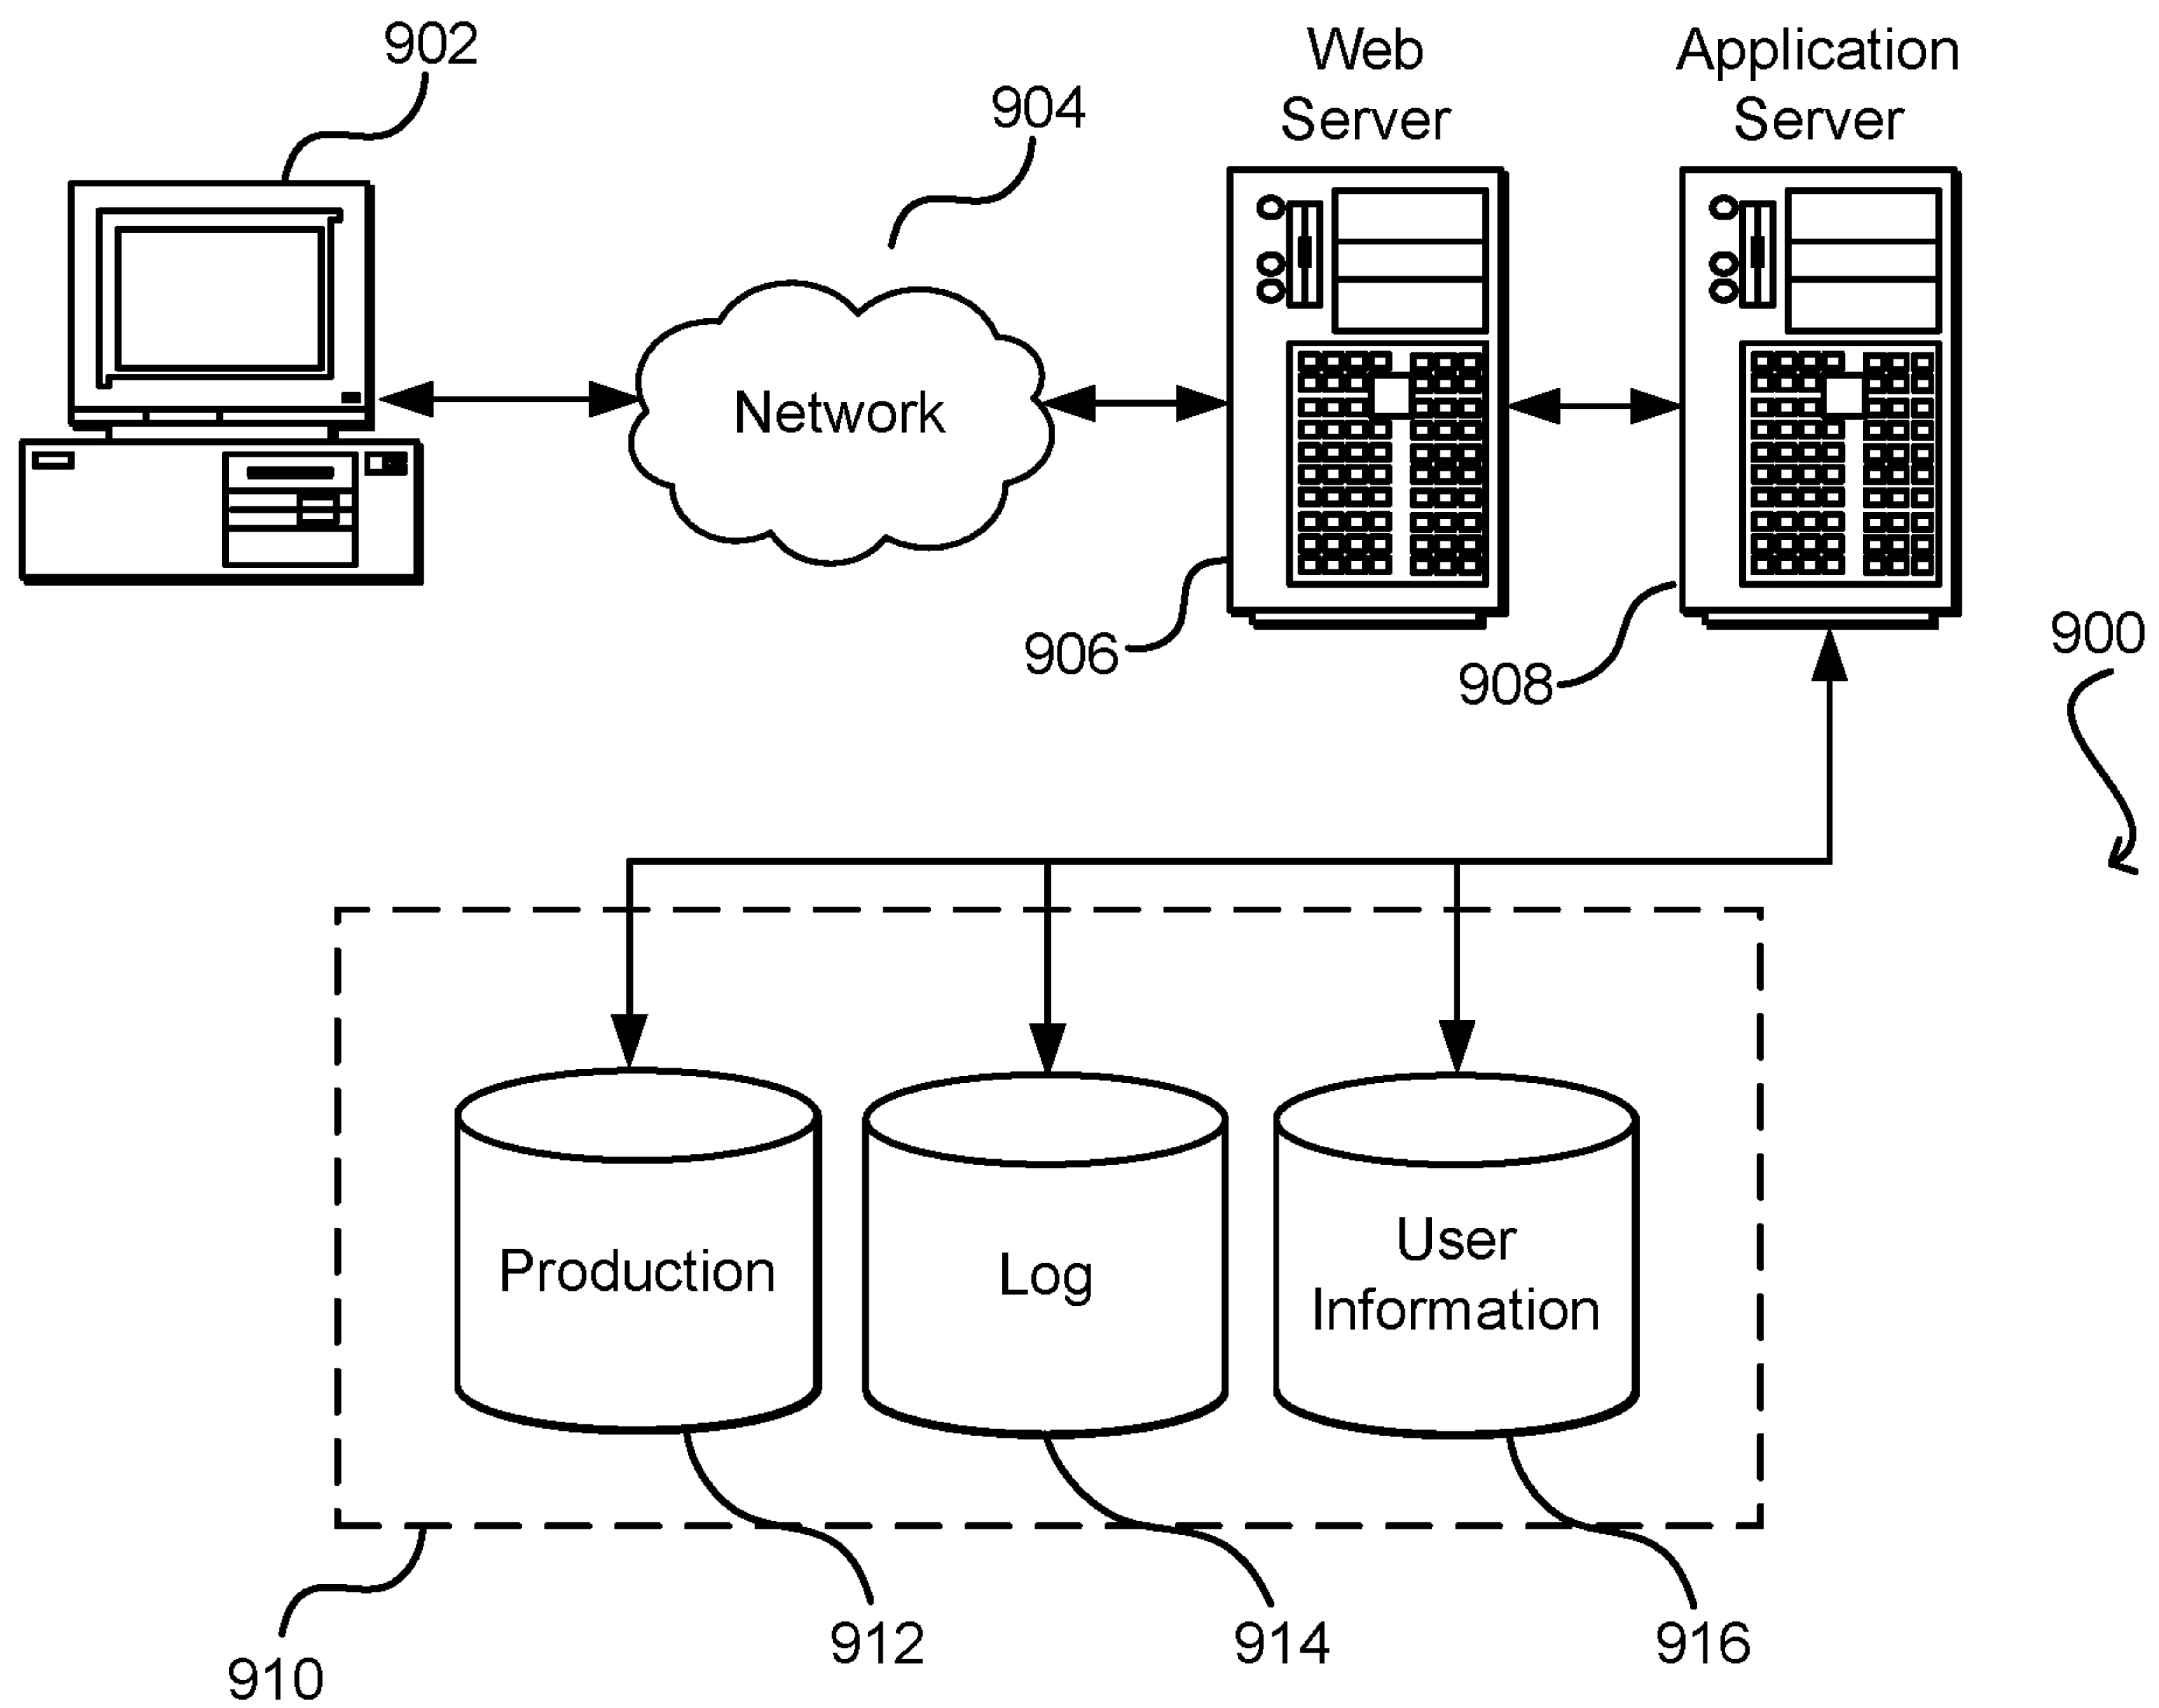 902
904
Web
Server
Application
Server
Network
906
908
900
Production
Log
User
Information
910
912
914
916